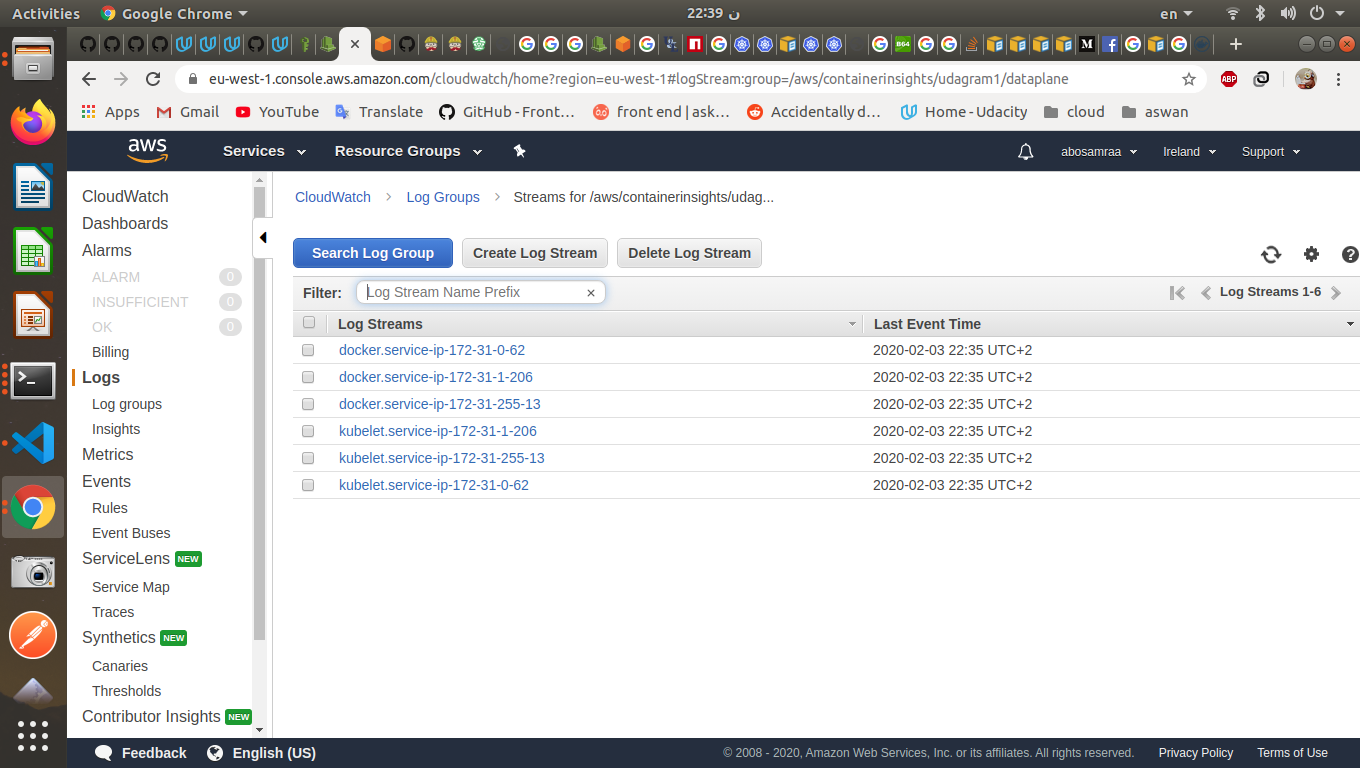 Activities Google Chrome 22:39 ن en
B64 M
eu-west-1.console.aws.amazon.com/cloudwatch/home?region=eu-west-1#logStream:group=/aws/containerinsights/udagram1/dataplane ABP
Apps Gmail YouTube Translate GitHub - Front… front end | ask… Accidentally d… Home - Udacity cloud aswan
aws Services Resource Groups abosamraa Ireland Support
CloudWatch
Dashboards
Alarms
ALARM 0
INSUFFICIENT 0
OK 0
Billing
Logs
Log groups
Insights
Metrics
Events
Rules
Event Buses
ServiceLens NEW
Service Map
Traces
Synthetics NEW
Canaries
Thresholds
Contributor Insights NEW
CloudWatch Log Groups Streams for /aws/containerinsights/udag...
Search Log Group Create Log Stream Delete Log Stream
Filter: Log Stream Name Prefix × Log Streams 1-6
Log Streams Last Event Time
docker.service-ip-172-31-0-62 2020-02-03 22:35 UTC+2
docker.service-ip-172-31-1-206 2020-02-03 22:35 UTC+2
docker.service-ip-172-31-255-13 2020-02-03 22:35 UTC+2
kubelet.service-ip-172-31-1-206 2020-02-03 22:35 UTC+2
kubelet.service-ip-172-31-255-13 2020-02-03 22:35 UTC+2
kubelet.service-ip-172-31-0-62 2020-02-03 22:35 UTC+2
Feedback English (US) © 2008 - 2020, Amazon Web Services, Inc. or its affiliates. All rights reserved. Privacy Policy Terms of Use